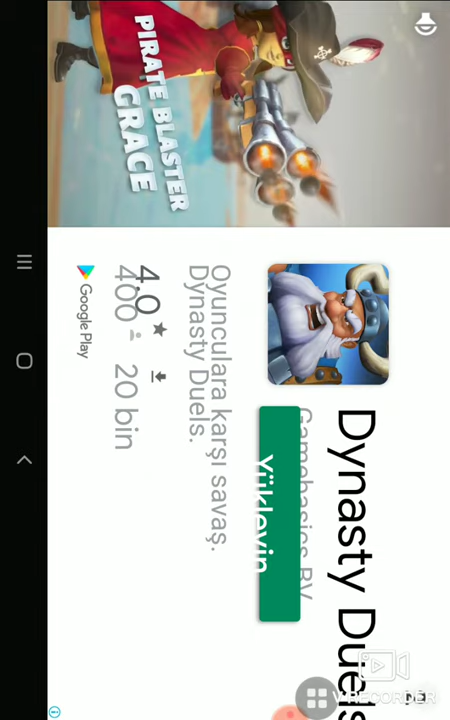 PIRATE BLASTER
GRACE
Dynasty Duels
Gamebasics BV
Yükleyin
Oyunculara karşı savaş.
Dynasty Duels.
4.0
400
20 bin
Google Play
V RECORDER